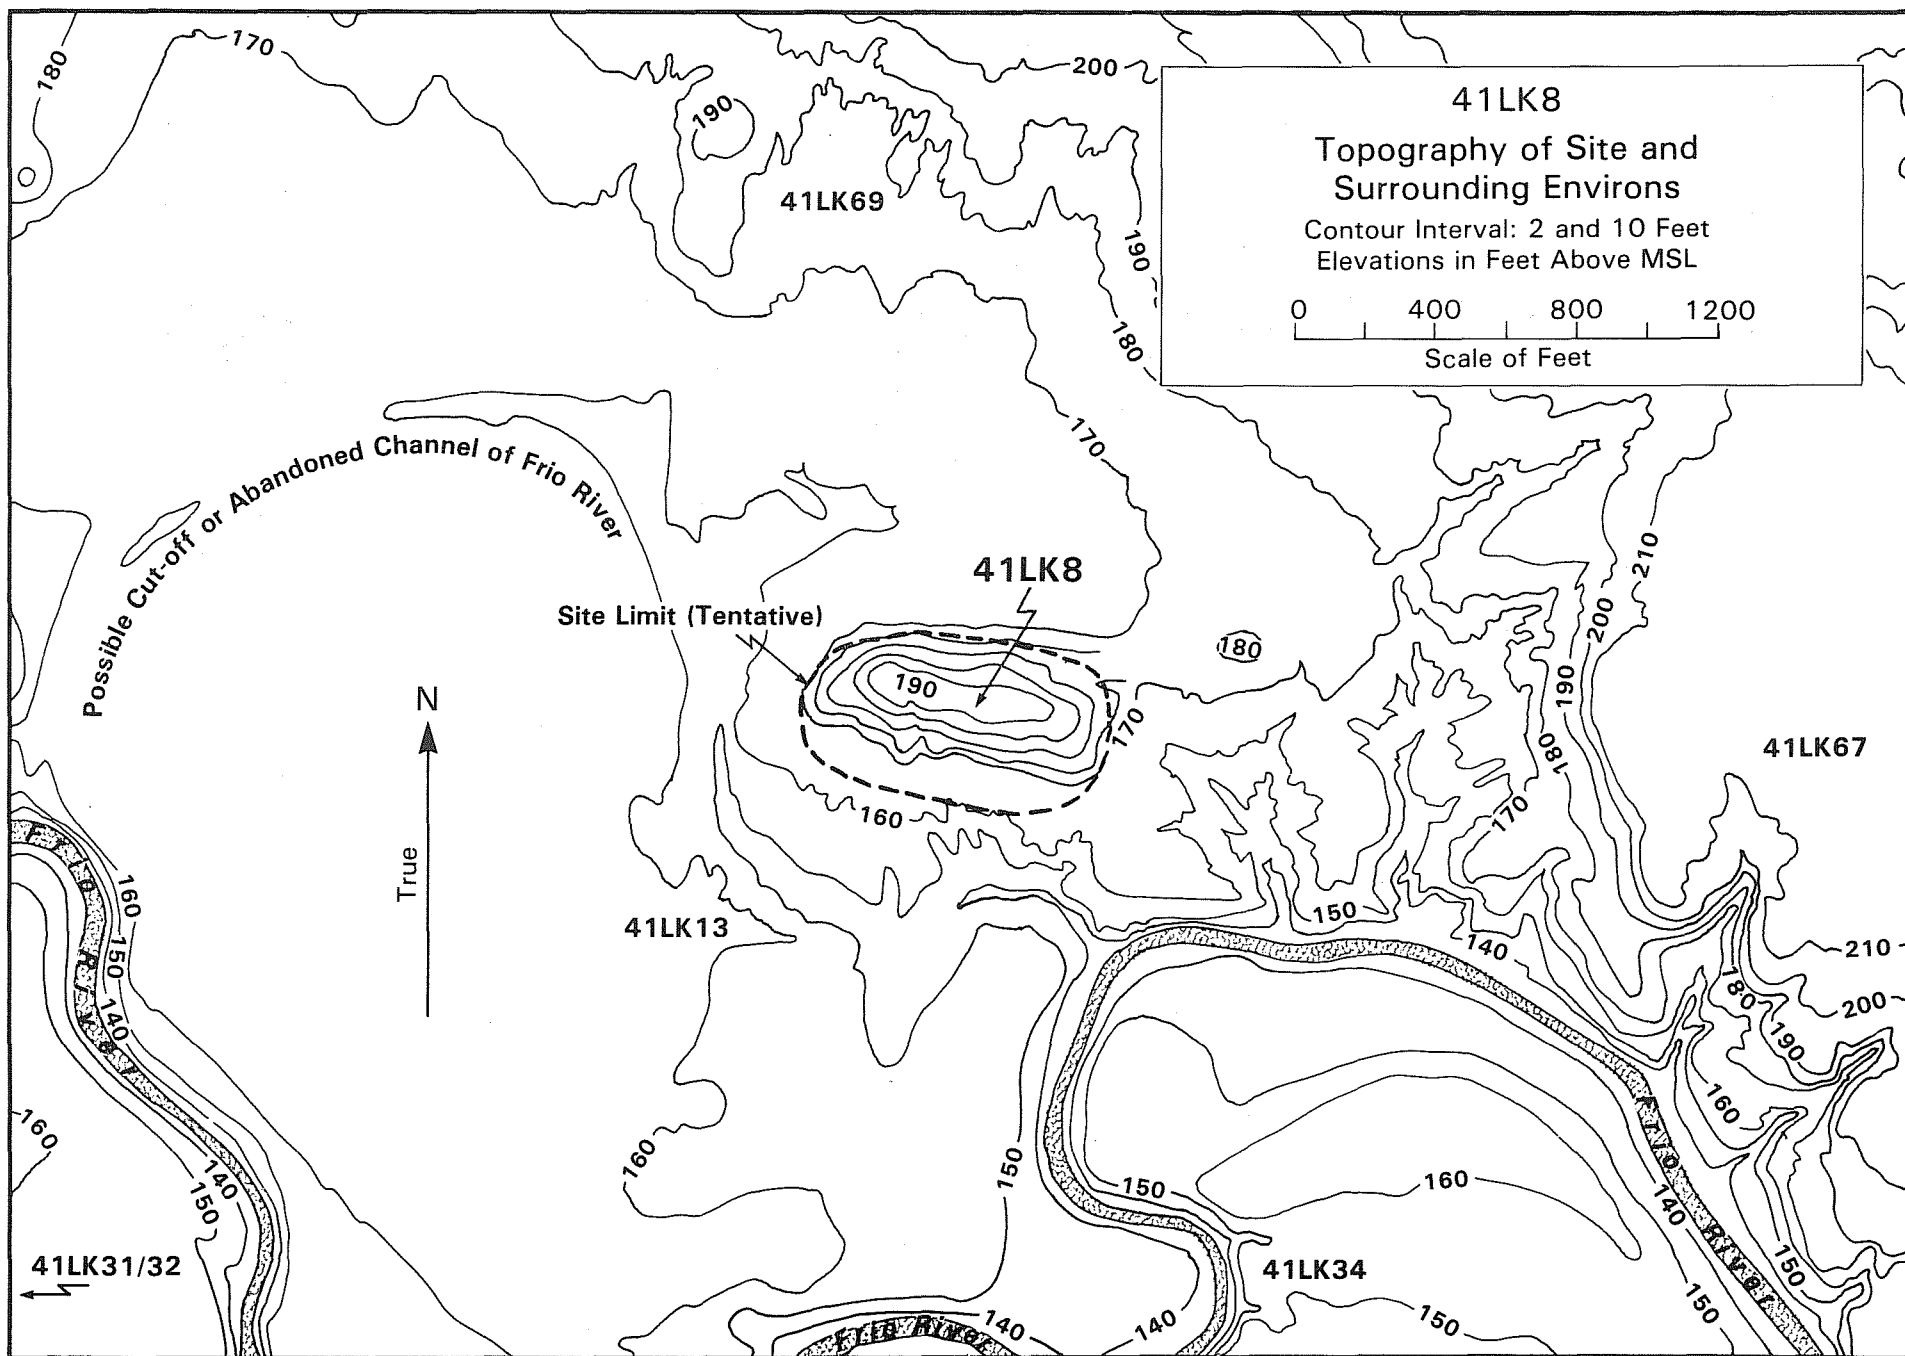 170
180
200
190
41LK69
190
180
41LK8
Topography of Site and
Surrounding Environs
Contour Interval: 2 and 10 Feet
Elevations in Feet Above MSL
0 400 800 1200
Scale of Feet
Possible Cut-off or Abandoned Channel of Frio River
170
41LK8
Site Limit (Tentative)
190
180
170
160
210
200
190
180
170
41LK67
N
True
41LK13
Frio River
160
150
140
140
150
160
41LK31/32
150
140
210
200
180
190
160
160
150
150
160
Frio River
140
150
150
41LK34
140
140
150
Frio River